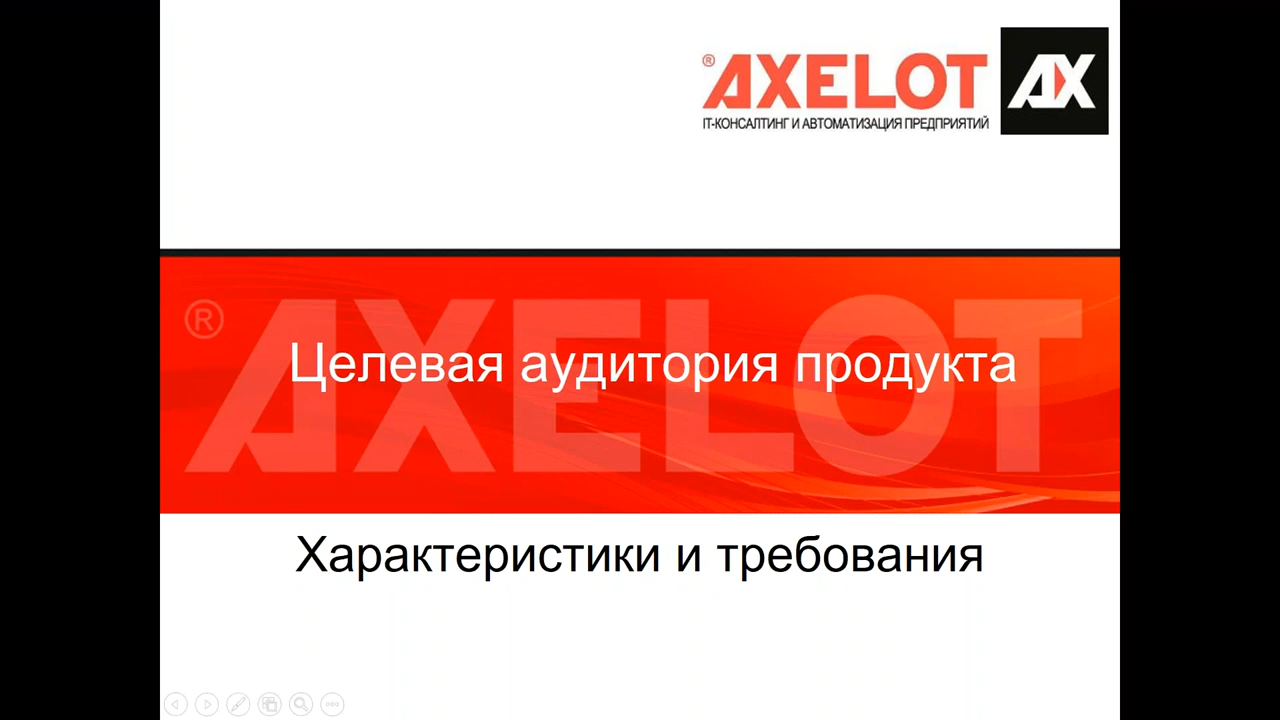 ® AXELOT AX
IT-КОНСАЛТИНГ И АВТОМАТИЗАЦИЯ ПРЕДПРИЯТИЙ
® AXELOT
Целевая аудитория продукта
Характеристики и требования